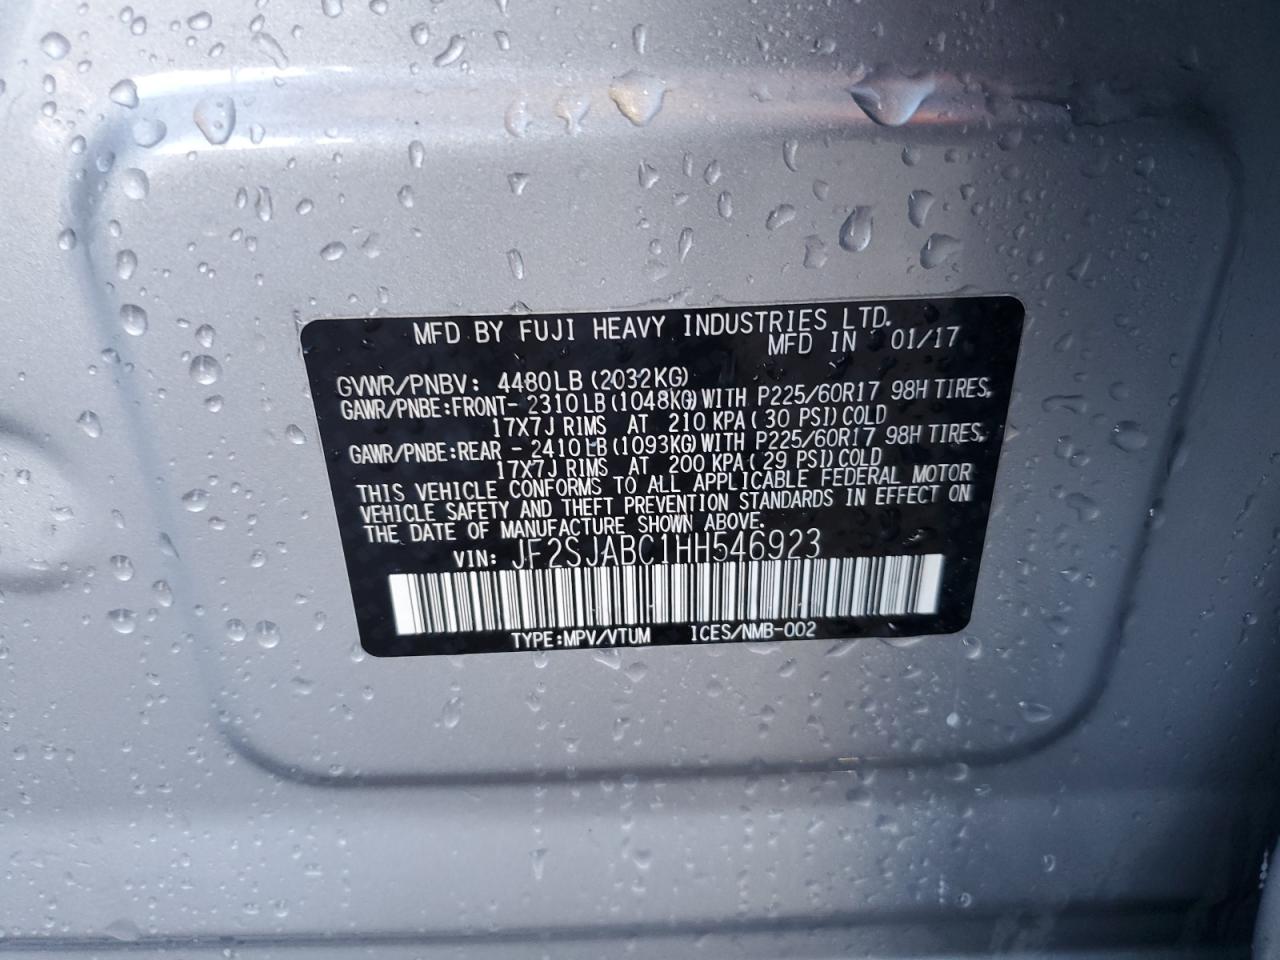 MFD BY FUJI HEAVY INDUSTRIES LTD.
MFD IN 01/17
GVWR/PNBV: 4480LB(2032KG)
GAWR/PNBE:FRONT- 2310LB(1048KG)WITH P225/60R17 98H TIRES,
17X7J RIMS AT 210 KPA(30 PSI)COLD
GAWR/PNBE:REAR - 2410LB(1093KG)WITH P225/60R17 98H TIRES,
17X7J RIMS AT 200 KPA(29 PSI)COLD
THIS VEHICLE CONFORMS TO ALL APPLICABLE FEDERAL MOTOR
VEHICLE SAFETY AND THEFT PREVENTION STANDARDS IN EFFECT ON
THE DATE OF MANUFACTURE SHOWN ABOVE.
VIN: JF2SJABC1HH546923
TYPE:MPV/VTUM ICES/NMB-002